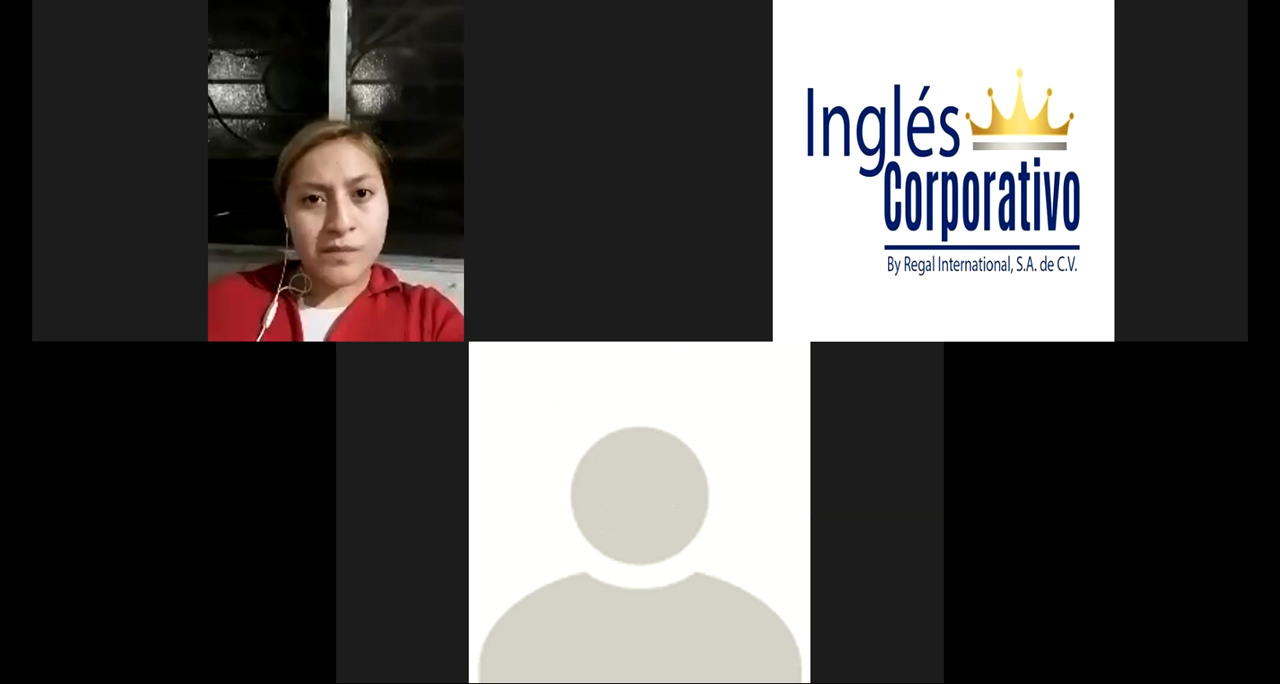 Inglés
Corporativo
By Regal International, S.A. de C.V.